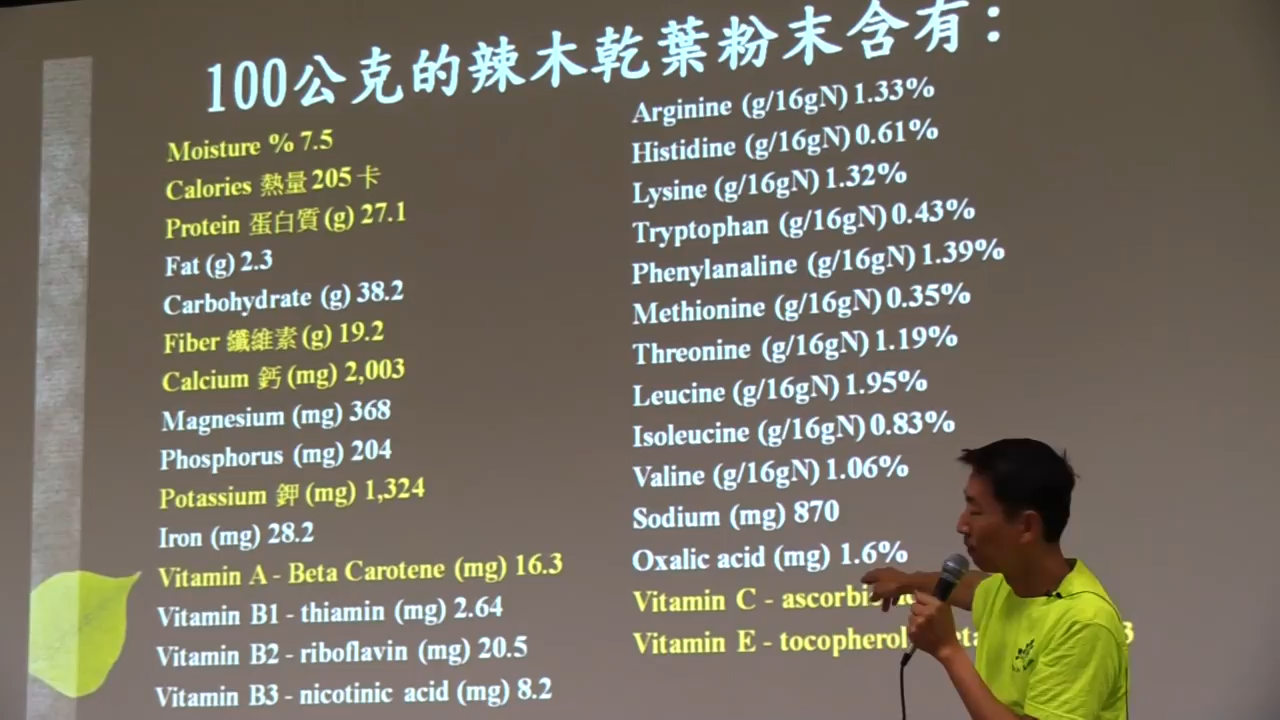 100公克的辣木乾葉粉末含有：
Moisture % 7.5
Calories 熱量 205 卡
Protein 蛋白質 (g) 27.1
Fat (g) 2.3
Carbohydrate (g) 38.2
Fiber 纖維素 (g) 19.2
Calcium 鈣 (mg) 2,003
Magnesium (mg) 368
Phosphorus (mg) 204
Potassium 鉀 (mg) 1,324
Iron (mg) 28.2
Vitamin A - Beta Carotene (mg) 16.3
Vitamin B1 - thiamin (mg) 2.64
Vitamin B2 - riboflavin (mg) 20.5
Vitamin B3 - nicotinic acid (mg) 8.2
Arginine (g/16gN) 1.33%
Histidine (g/16gN) 0.61%
Lysine (g/16gN) 1.32%
Tryptophan (g/16gN) 0.43%
Phenylanaline (g/16gN) 1.39%
Methionine (g/16gN) 0.35%
Threonine (g/16gN) 1.19%
Leucine (g/16gN) 1.95%
Isoleucine (g/16gN) 0.83%
Valine (g/16gN) 1.06%
Sodium (mg) 870
Oxalic acid (mg) 1.6%
Vitamin C -
Vitamin E - tocopherol